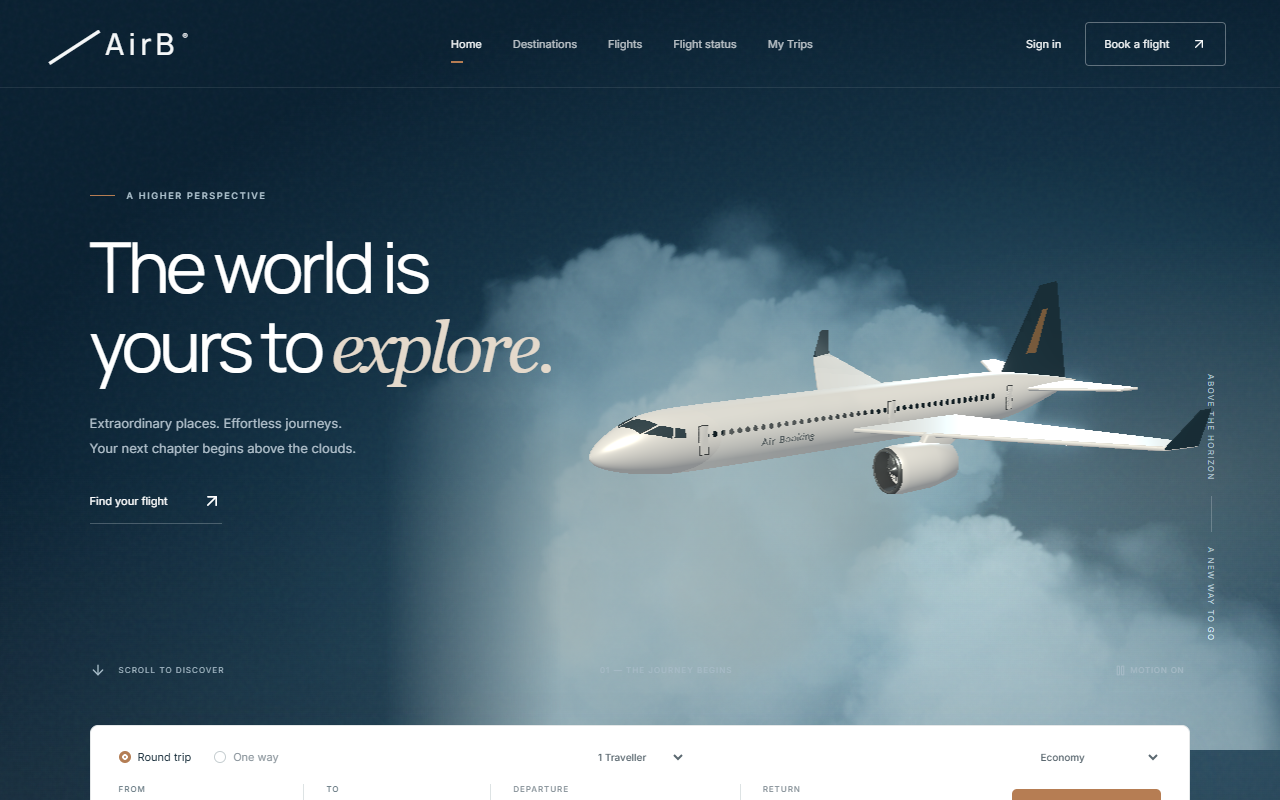 AirB®
Home
Destinations
Flights
Flight status
My Trips
Sign in
Book a flight
A HIGHER PERSPECTIVE
The world is
yours to explore.
Extraordinary places. Effortless journeys.
Your next chapter begins above the clouds.
Find your flight
Air Booking
ABOVE THE HORIZON
A NEW WAY TO GO
SCROLL TO DISCOVER
01 — THE JOURNEY BEGINS
MOTION ON
Round trip
One way
1 Traveller
Economy
FROM
TO
DEPARTURE
RETURN